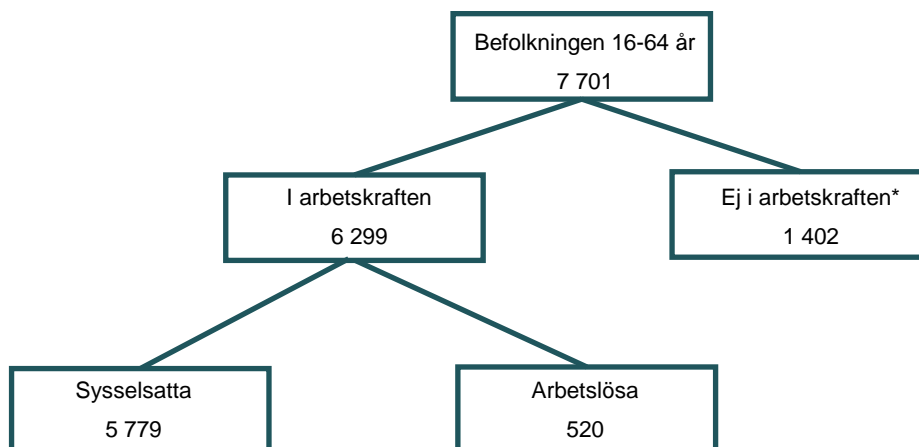 Befolkningen 16-64 år
7 701
I arbetskraften
6 299
Ej i arbetskraften*
1 402
Sysselsatta
5 779
Arbetslösa
520